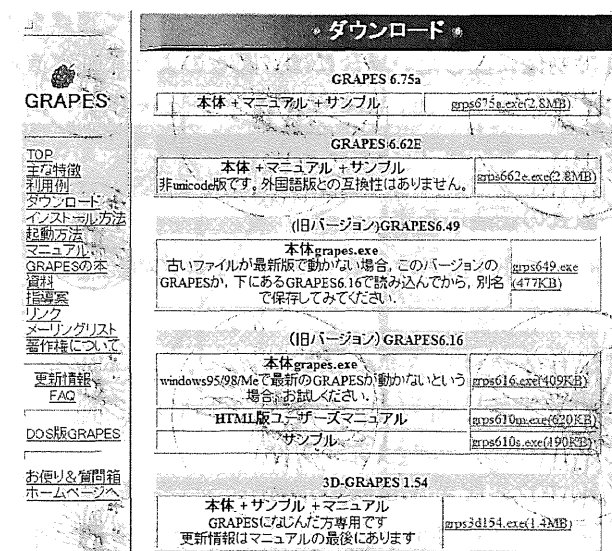 GRAPES
TOP
主な特徴
利用例
ダウンロード
インストール方法
起動方法
マニュアル
GRAPESの本
資料
指導案
リンク
メーリングリスト
著作権について
更新情報
FAQ
DOS版GRAPES
お便り&質問箱
ホームページへ
ダウンロード
GRAPES 6.75a
本体 + マニュアル + サンプル
grps675a.exe(2.8MB)
GRAPES 6.62E
本体 + マニュアル + サンプル
非unicode版です。外国語版との互換性はありません。
grps662e.exe(2.8MB)
(旧バージョン)GRAPES6.49
本体grapes.exe
古いファイルが最新版で動かない場合, このバージョンの
GRAPESか, 下にあるGRAPES6.16で読み込んでから, 別名
で保存してみてください.
grps649.exe
(477KB)
(旧バージョン) GRAPES6.16
本体grapes.exe
windows95/98/Meで最新のGRAPESが動かないという
場合, お試しください.
grps616.exe(409KB)
HTML版ユーザーズマニュアル
grps610m.exe(620KB)
サンプル
grps610s.exe(190KB)
3D-GRAPES 1.54
本体 + サンプル + マニュアル
GRAPESになじんだ方専用です
更新情報はマニュアルの最後にあります
grps3d154.exe(1.4MB)